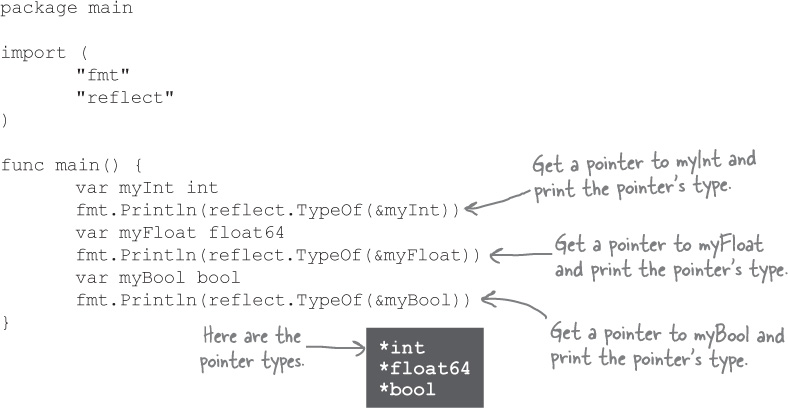 package main
import (
"fmt"
"reflect"
)
func main() {
var myInt int
fmt.Println(reflect.TypeOf(&myInt))
var myFloat float64
fmt.Println(reflect.TypeOf(&myFloat))
var myBool bool
fmt.Println(reflect.TypeOf(&myBool))
}
Get a pointer to myInt and
print the pointer's type.
Get a pointer to myFloat
and print the pointer's type.
Get a pointer to myBool and
print the pointer's type.
Here are the
pointer types.
*int
*float64
*bool